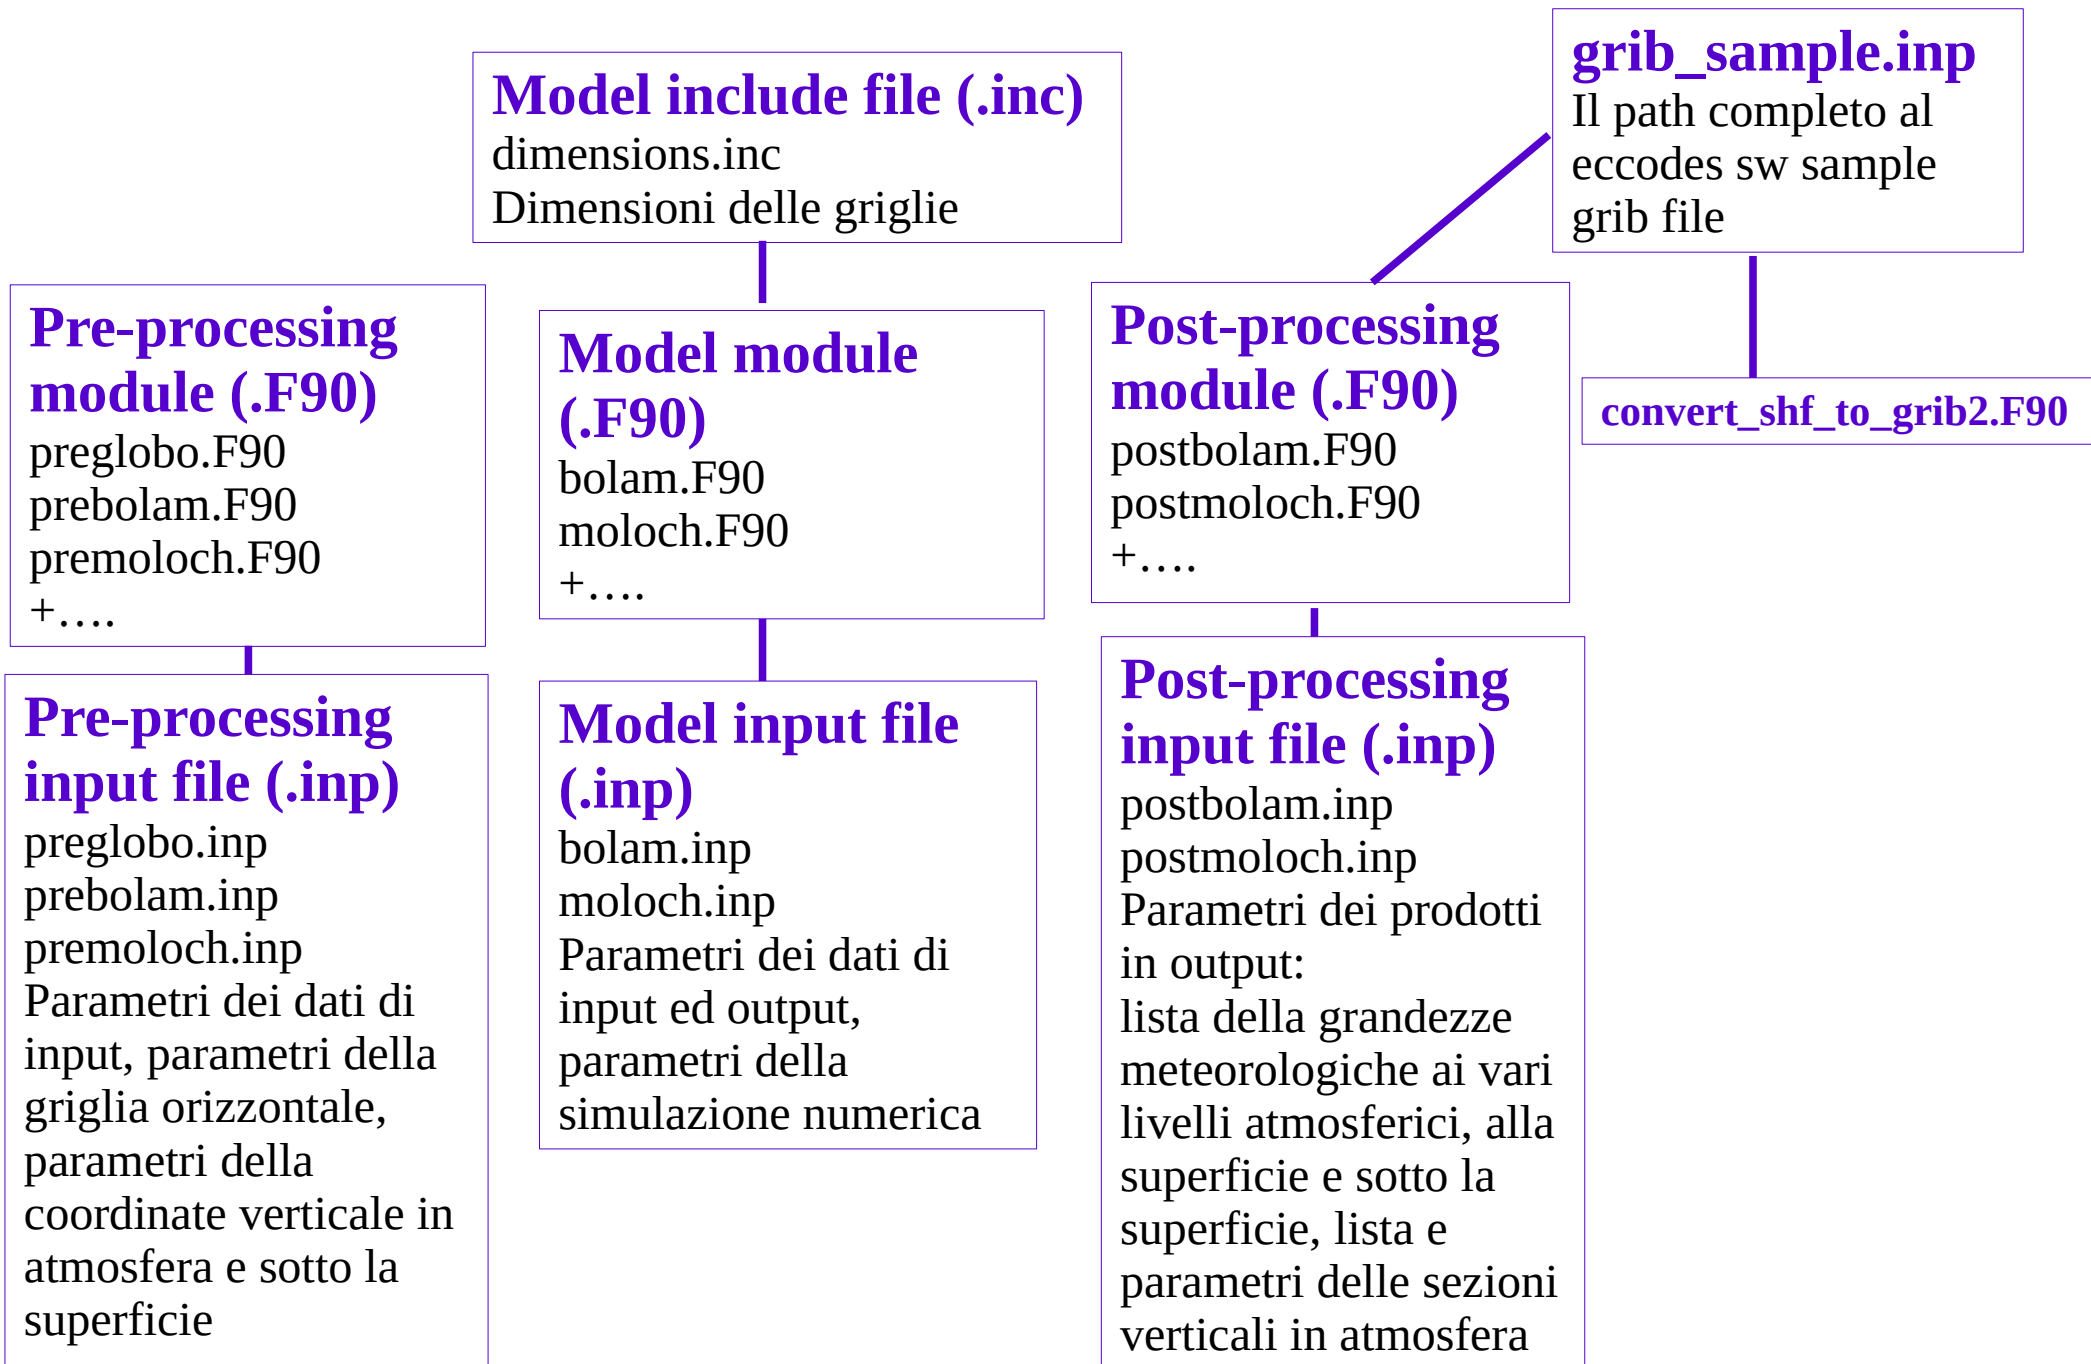 Model include file (.inc)
dimensions.inc
Dimensioni delle griglie
grib_sample.inp
Il path completo al
eccodes sw sample
grib file
Pre-processing
module (.F90)
preglobo.F90
prebolam.F90
premoloch.F90
+….
Model module
(.F90)
bolam.F90
moloch.F90
+….
Post-processing
module (.F90)
postbolam.F90
postmoloch.F90
+….
convert_shf_to_grib2.F90
Pre-processing
input file (.inp)
preglobo.inp
prebolam.inp
premoloch.inp
Parametri dei dati di
input, parametri della
griglia orizzontale,
parametri della
coordinate verticale in
atmosfera e sotto la
superficie
Model input file
(.inp)
bolam.inp
moloch.inp
Parametri dei dati di
input ed output,
parametri della
simulazione numerica
Post-processing
input file (.inp)
postbolam.inp
postmoloch.inp
Parametri dei prodotti
in output:
lista della grandezze
meteorologiche ai vari
livelli atmosferici, alla
superficie e sotto la
superficie, lista e
parametri delle sezioni
verticali in atmosfera